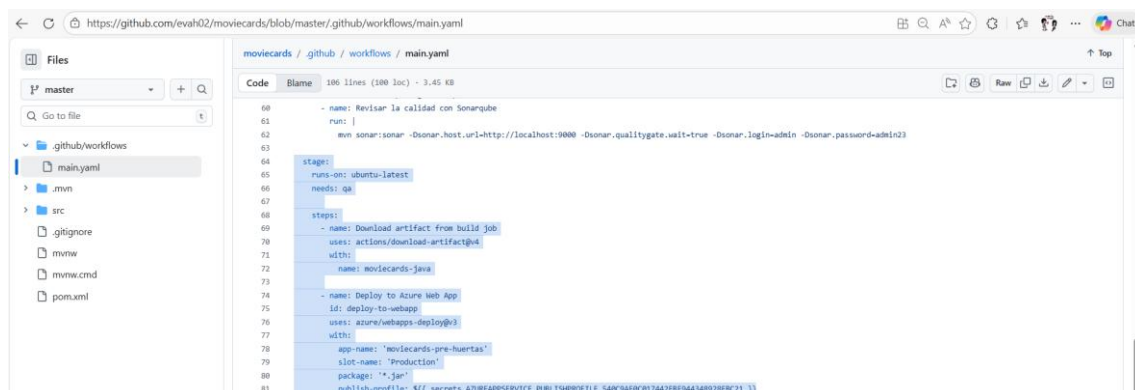 https://github.com/evah02/moviecards/blob/master/.github/workflows/main.yaml
Chat
Files
master
Go to file
t
.github/workflows
main.yaml
.mvn
src
.gitignore
mvnw
mvnw.cmd
pom.xml
moviecards / .github / workflows / main.yaml
Top
Code Blame 106 lines (100 loc) · 3.45 KB
Raw
60 - name: Revisar la calidad con Sonarqube
61 run: |
62 mvn sonar:sonar -Dsonar.host.url=http://localhost:9000 -Dsonar.qualitygate.wait=true -Dsonar.login=admin -Dsonar.password=admin23
63
64 stage:
65 runs-on: ubuntu-latest
66 needs: qa
67
68 steps:
69 - name: Download artifact from build job
70 uses: actions/download-artifact@v4
71 with:
72 name: moviecards-java
73
74 - name: Deploy to Azure Web App
75 id: deploy-to-webapp
76 uses: azure/webapps-deploy@v3
77 with:
78 app-name: 'moviecards-pre-huertas'
79 slot-name: 'Production'
80 package: '*.jar'
81 publish-profile: ${{ secrets.